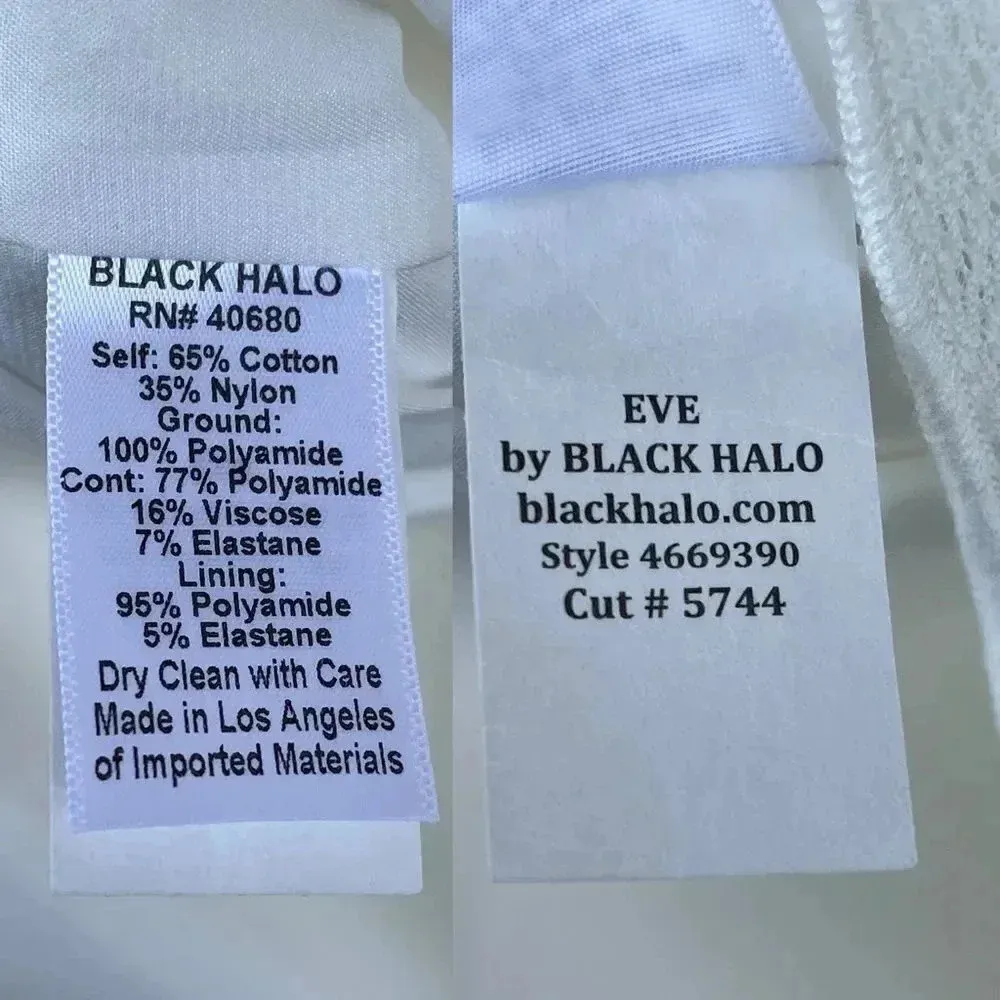 BLACK HALO
RN# 40680
Self: 65% Cotton
35% Nylon
Ground:
100% Polyamide
Cont: 77% Polyamide
16% Viscose
7% Elastane
Lining:
95% Polyamide
5% Elastane
Dry Clean with Care
Made in Los Angeles
of Imported Materials
EVE
by BLACK HALO
blackhalo.com
Style 4669390
Cut # 5744